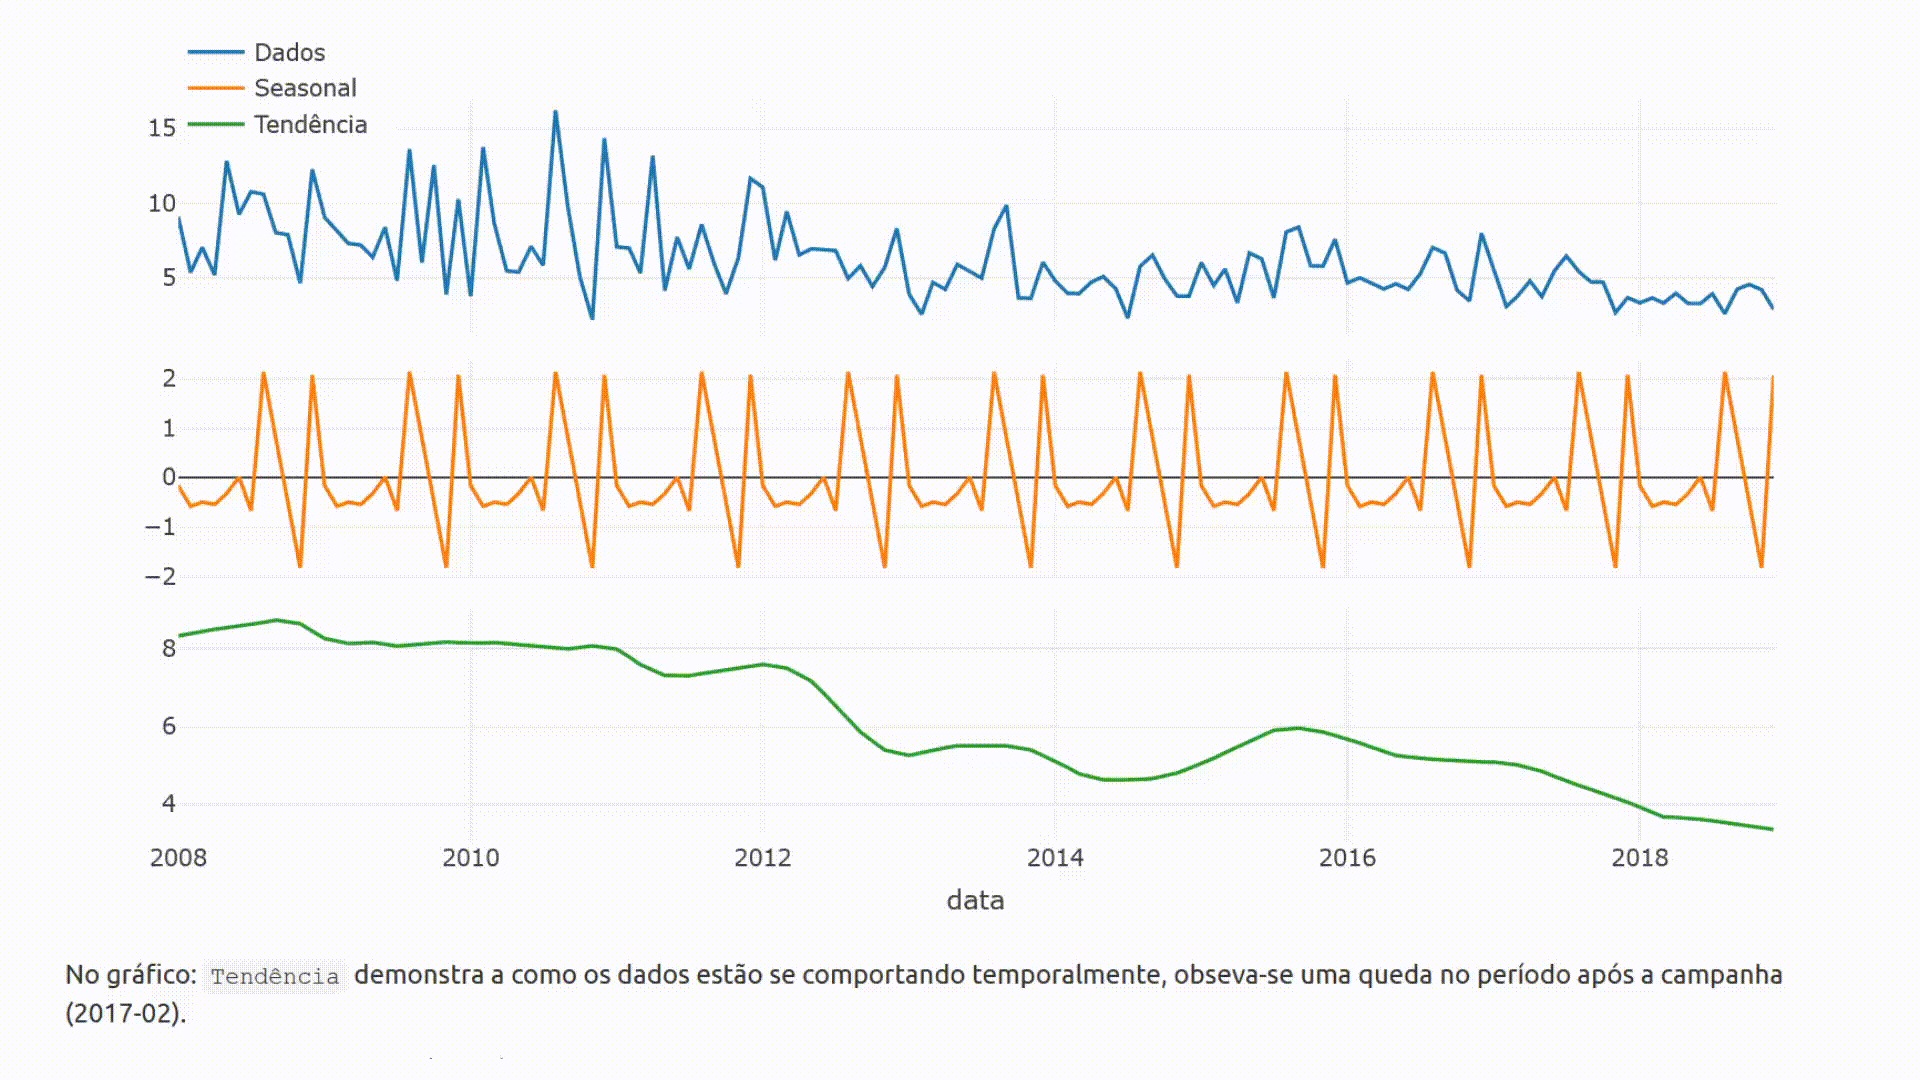 Dados
Seasonal
Tendência
15
10
5
2
1
0
−1
−2
8
6
4
2008 2010 2012 2014 2016 2018
data
No gráfico: Tendência demonstra a como os dados estão se comportando temporalmente, obseva-se uma queda no período após a campanha
(2017-02).